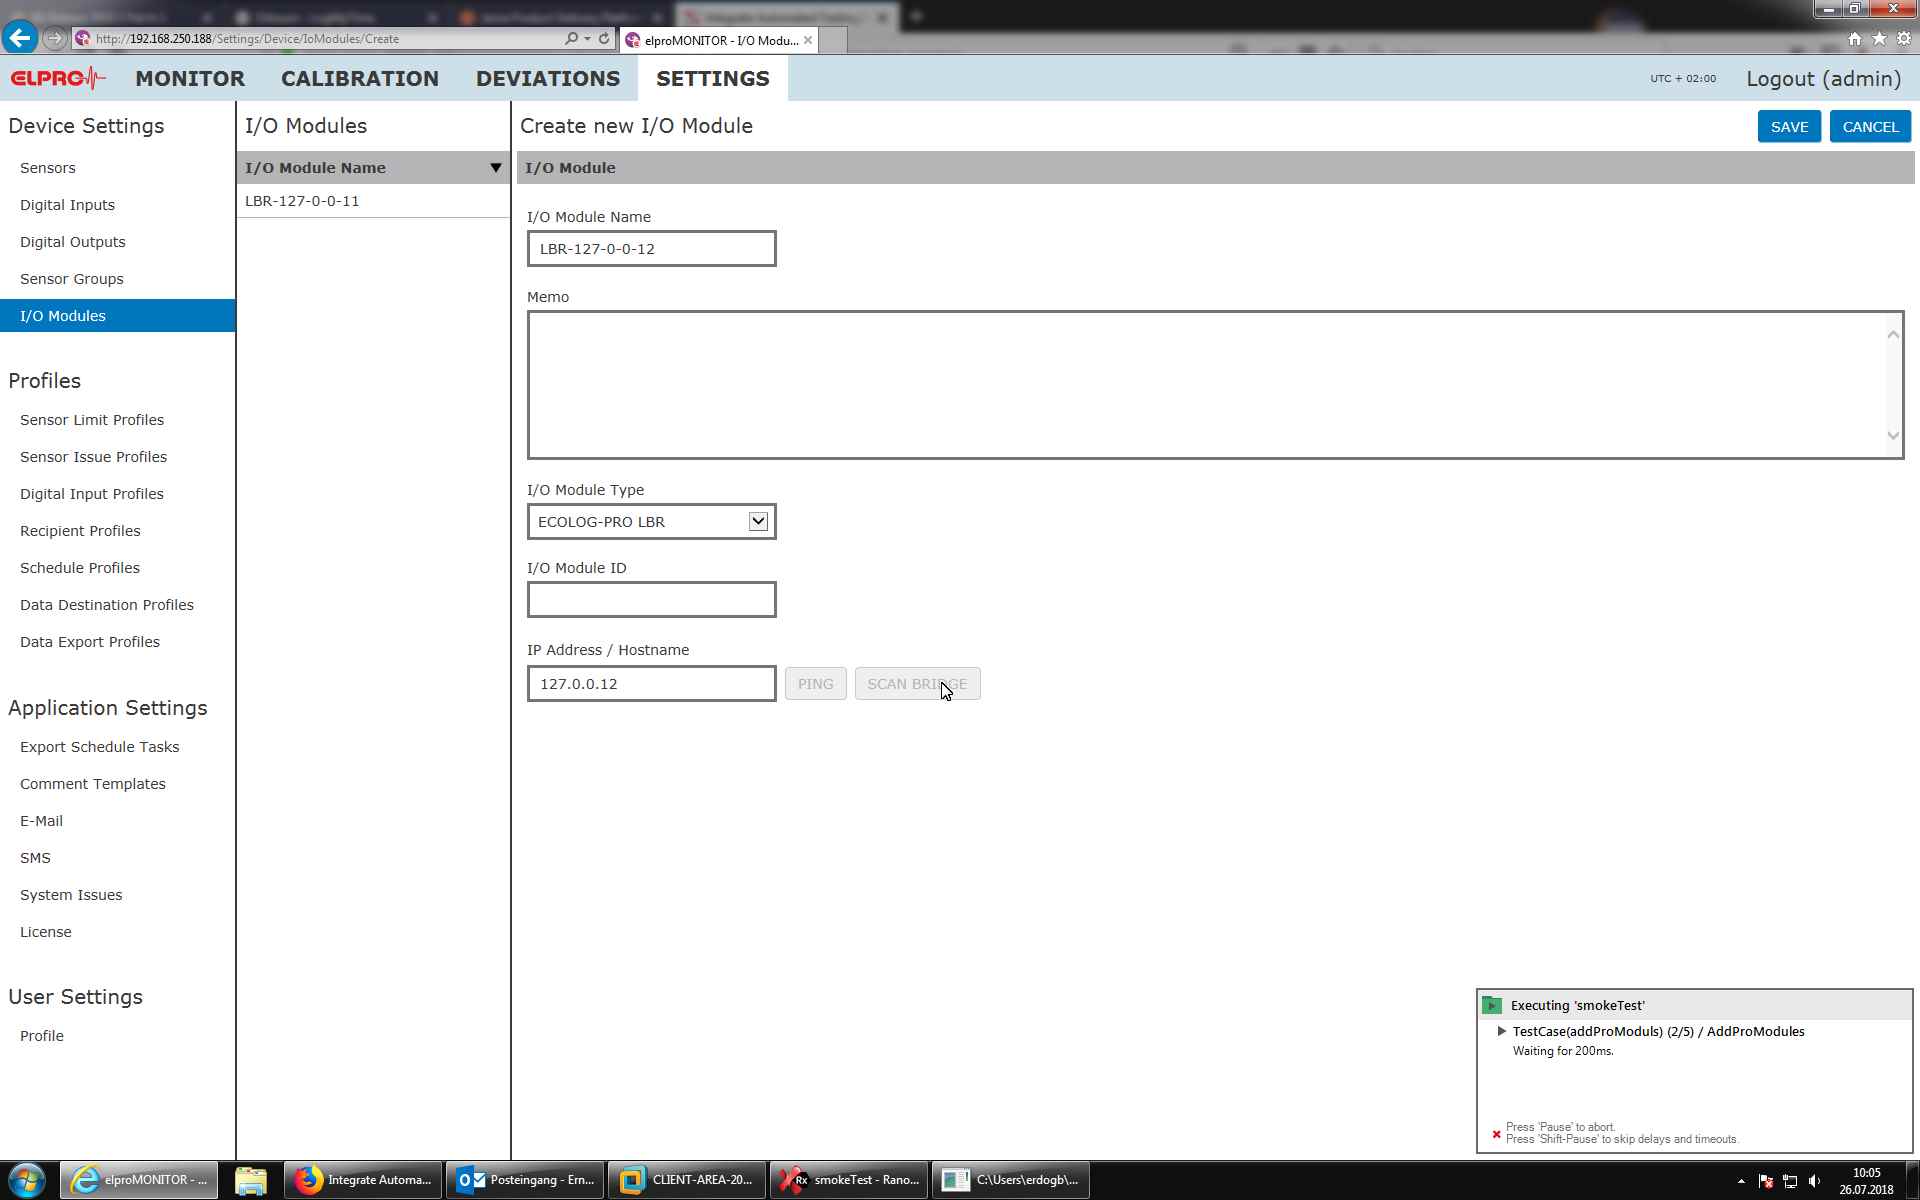 http://192.168.250.188/Settings/Device/IoModules/Create
elproMONITOR - I/O Modu...
ELPRO
MONITOR
CALIBRATION
DEVIATIONS
SETTINGS
UTC + 02:00
Logout (admin)
Device Settings
Sensors
Digital Inputs
Digital Outputs
Sensor Groups
I/O Modules
Profiles
Sensor Limit Profiles
Sensor Issue Profiles
Digital Input Profiles
Recipient Profiles
Schedule Profiles
Data Destination Profiles
Data Export Profiles
Application Settings
Export Schedule Tasks
Comment Templates
E-Mail
SMS
System Issues
License
User Settings
Profile
I/O Modules
I/O Module Name
LBR-127-0-0-11
Create new I/O Module
SAVE
CANCEL
I/O Module
I/O Module Name
LBR-127-0-0-12
Memo
I/O Module Type
ECOLOG-PRO LBR
I/O Module ID
IP Address / Hostname
127.0.0.12
PING
SCAN BRIDGE
Executing 'smokeTest'
TestCase(addProModuls) (2/5) / AddProModules
Waiting for 200ms.
Press 'Pause' to abort.
Press 'Shift-Pause' to skip delays and timeouts.
elproMONITOR - ...
Integrate Automa...
Posteingang - Ern...
CLIENT-AREA-20...
Rx
smokeTest - Rano...
C:\Users\erdogb\...
10:05
26.07.2018